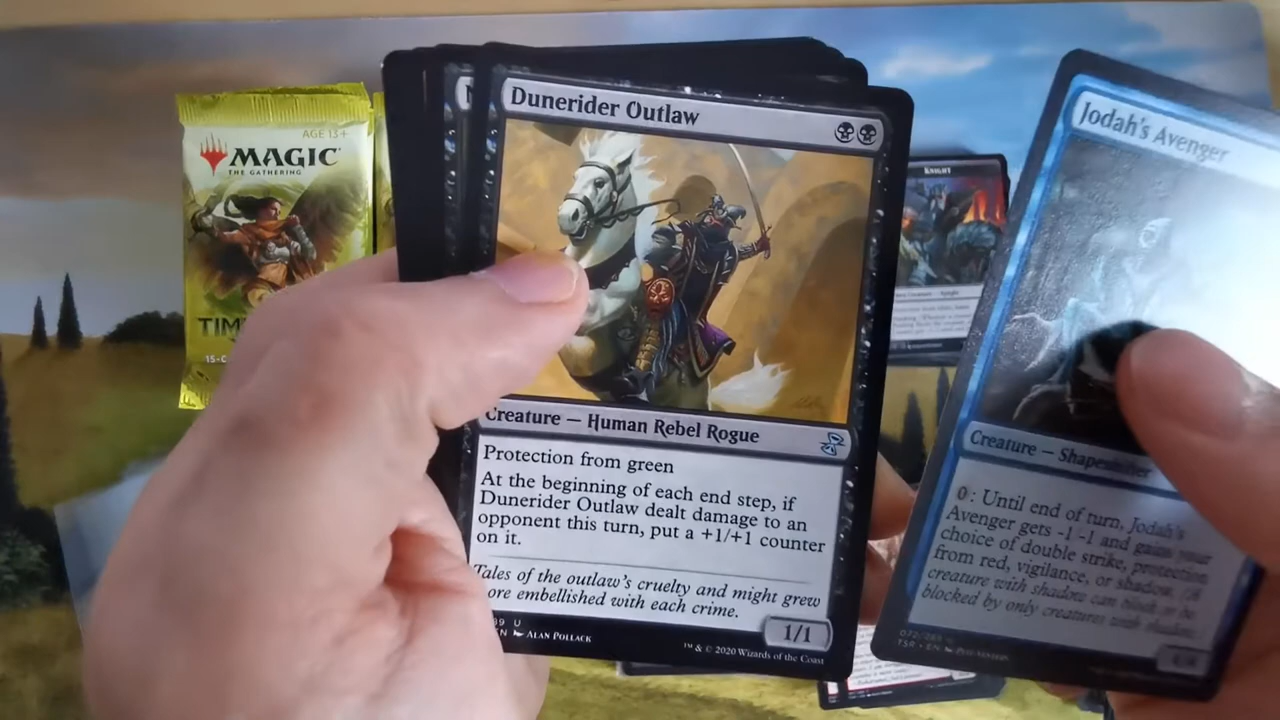 AGE 13+
MAGIC
THE GATHERING
TIM
15-C
Dunerider Outlaw
Creature — Human Rebel Rogue
Protection from green
At the beginning of each end step, if
Dunerider Outlaw dealt damage to an
opponent this turn, put a +1/+1 counter
on it.
Tales of the outlaw's cruelty and might grew
ore embellished with each crime.
1/1
U
ALAN POLLACK
™ & © 2020 Wizards of the Coast
KNIGHT
Jodah's Avenger
Creature — Shapeshifter
0: Until end of turn, Jodah's
Avenger gets -1/-1 and gains your
choice of double strike, protection
from red, vigilance, or shadow. (A
creature with shadow can block or be
blocked by only creatures with shadow.
TSR • EN